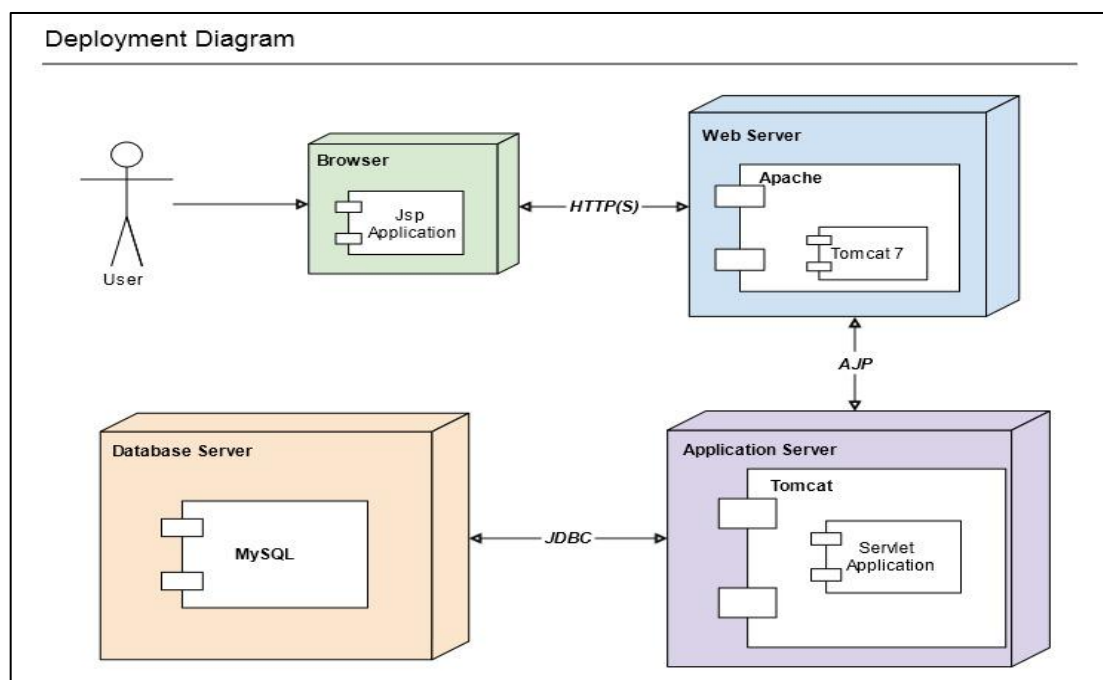 Deployment Diagram
User
Browser
Jsp
Application
HTTP(S)
Web Server
Apache
Tomcat 7
AJP
Database Server
MySQL
JDBC
Application Server
Tomcat
Servlet
Application